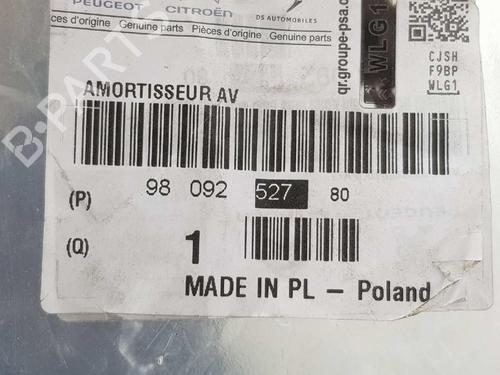 PEUGEOT CITROËN DS AUTOMOBILES
Pièces d'origine Genuine parts Pièces d'origine Genuine parts
qr.groupe-psa.co
WLG1
CJSH
F9BP
WLG1
AMORTISSEUR AV
(P) 98 092 527 80
(Q) 1
MADE IN PL – Poland
B-PARTS